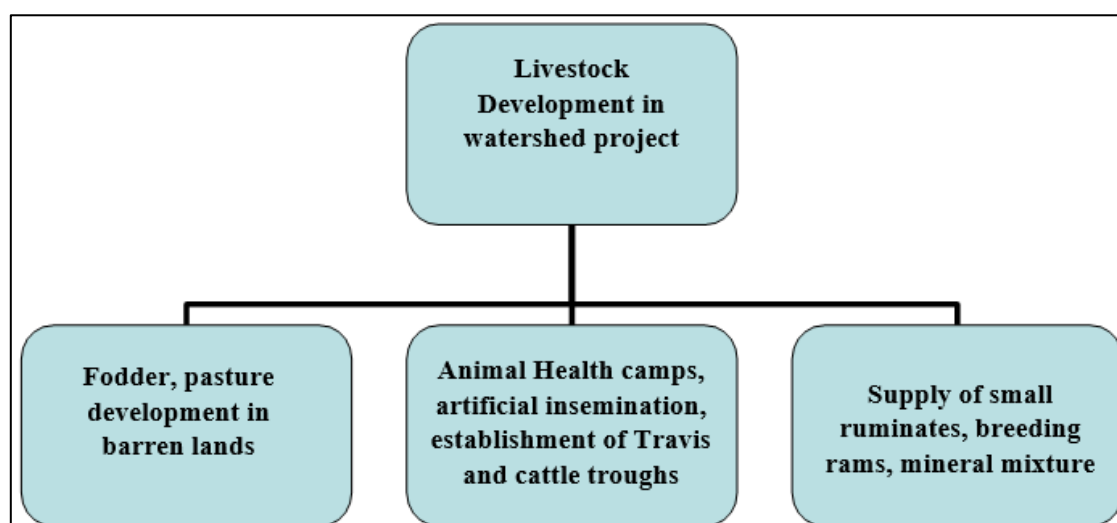 Livestock
Development in
watershed project
Fodder, pasture
development in
barren lands
Animal Health camps,
artificial insemination,
establishment of Travis
and cattle troughs
Supply of small
ruminates, breeding
rams, mineral mixture